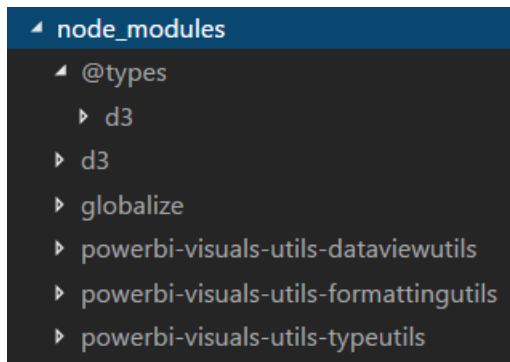 node_modules
@types
d3
d3
globalize
powerbi-visuals-utils-dataviewutils
powerbi-visuals-utils-formattingutils
powerbi-visuals-utils-typeutils